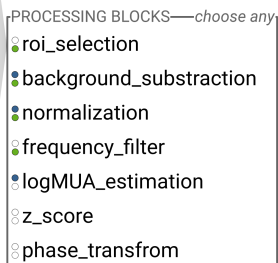 PROCESSING BLOCKS—choose any
roi_selection
background_substraction
normalization
frequency_filter
logMUA_estimation
z_score
phase_transfrom